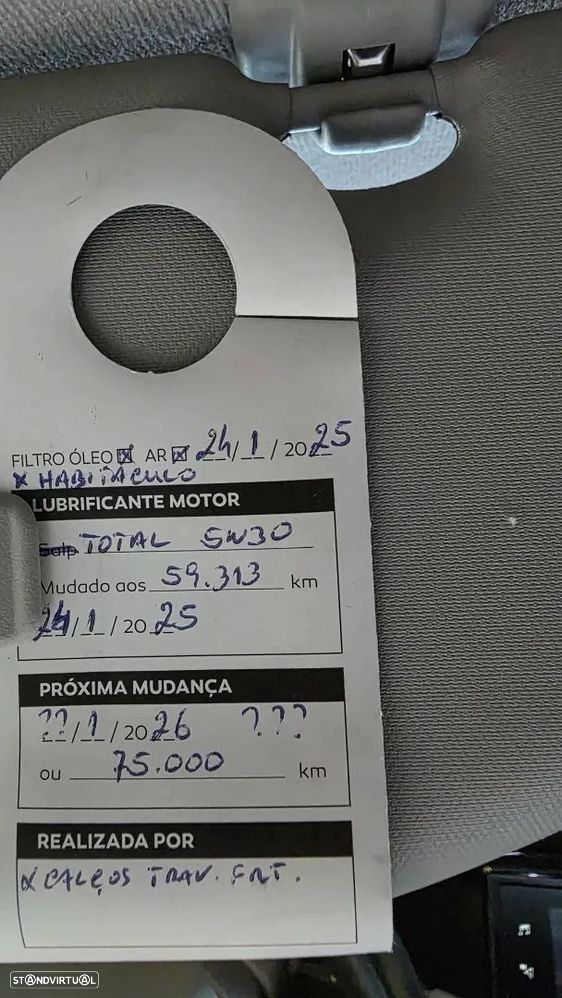 FILTRO ÓLEO ☒ AR ☒ 24/1/2025
x HABITÁCULO
LUBRIFICANTE MOTOR
Galp TOTAL 5W30
Mudado aos 59.313 km
24/1/2025
PRÓXIMA MUDANÇA
??/1/2026 ???
ou 75.000 km
REALIZADA POR
x CALÇOS TRAV. FRT.
STANDVIRTUAL